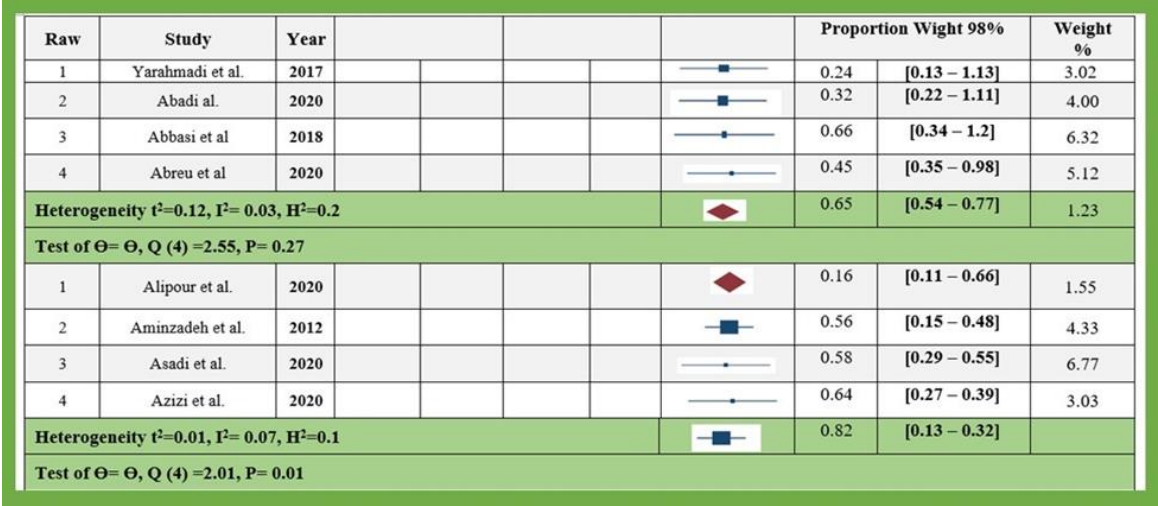 Raw Study Year Proportion Wight 98% Weight %
1 Yarahmadi et al. 2017 0.24 [0.13 – 1.13] 3.02
2 Abadi al. 2020 0.32 [0.22 – 1.11] 4.00
3 Abbasi et al 2018 0.66 [0.34 – 1.2] 6.32
4 Abreu et al 2020 0.45 [0.35 – 0.98] 5.12
Heterogeneity t²=0.12, I²= 0.03, H²=0.2 0.65 [0.54 – 0.77] 1.23
Test of Ɵ= Ɵ, Q (4) =2.55, P= 0.27
1 Alipour et al. 2020 0.16 [0.11 – 0.66] 1.55
2 Aminzadeh et al. 2012 0.56 [0.15 – 0.48] 4.33
3 Asadi et al. 2020 0.58 [0.29 – 0.55] 6.77
4 Azizi et al. 2020 0.64 [0.27 – 0.39] 3.03
Heterogeneity t²=0.01, I²= 0.07, H²=0.1 0.82 [0.13 – 0.32]
Test of Ɵ= Ɵ, Q (4) =2.01, P= 0.01